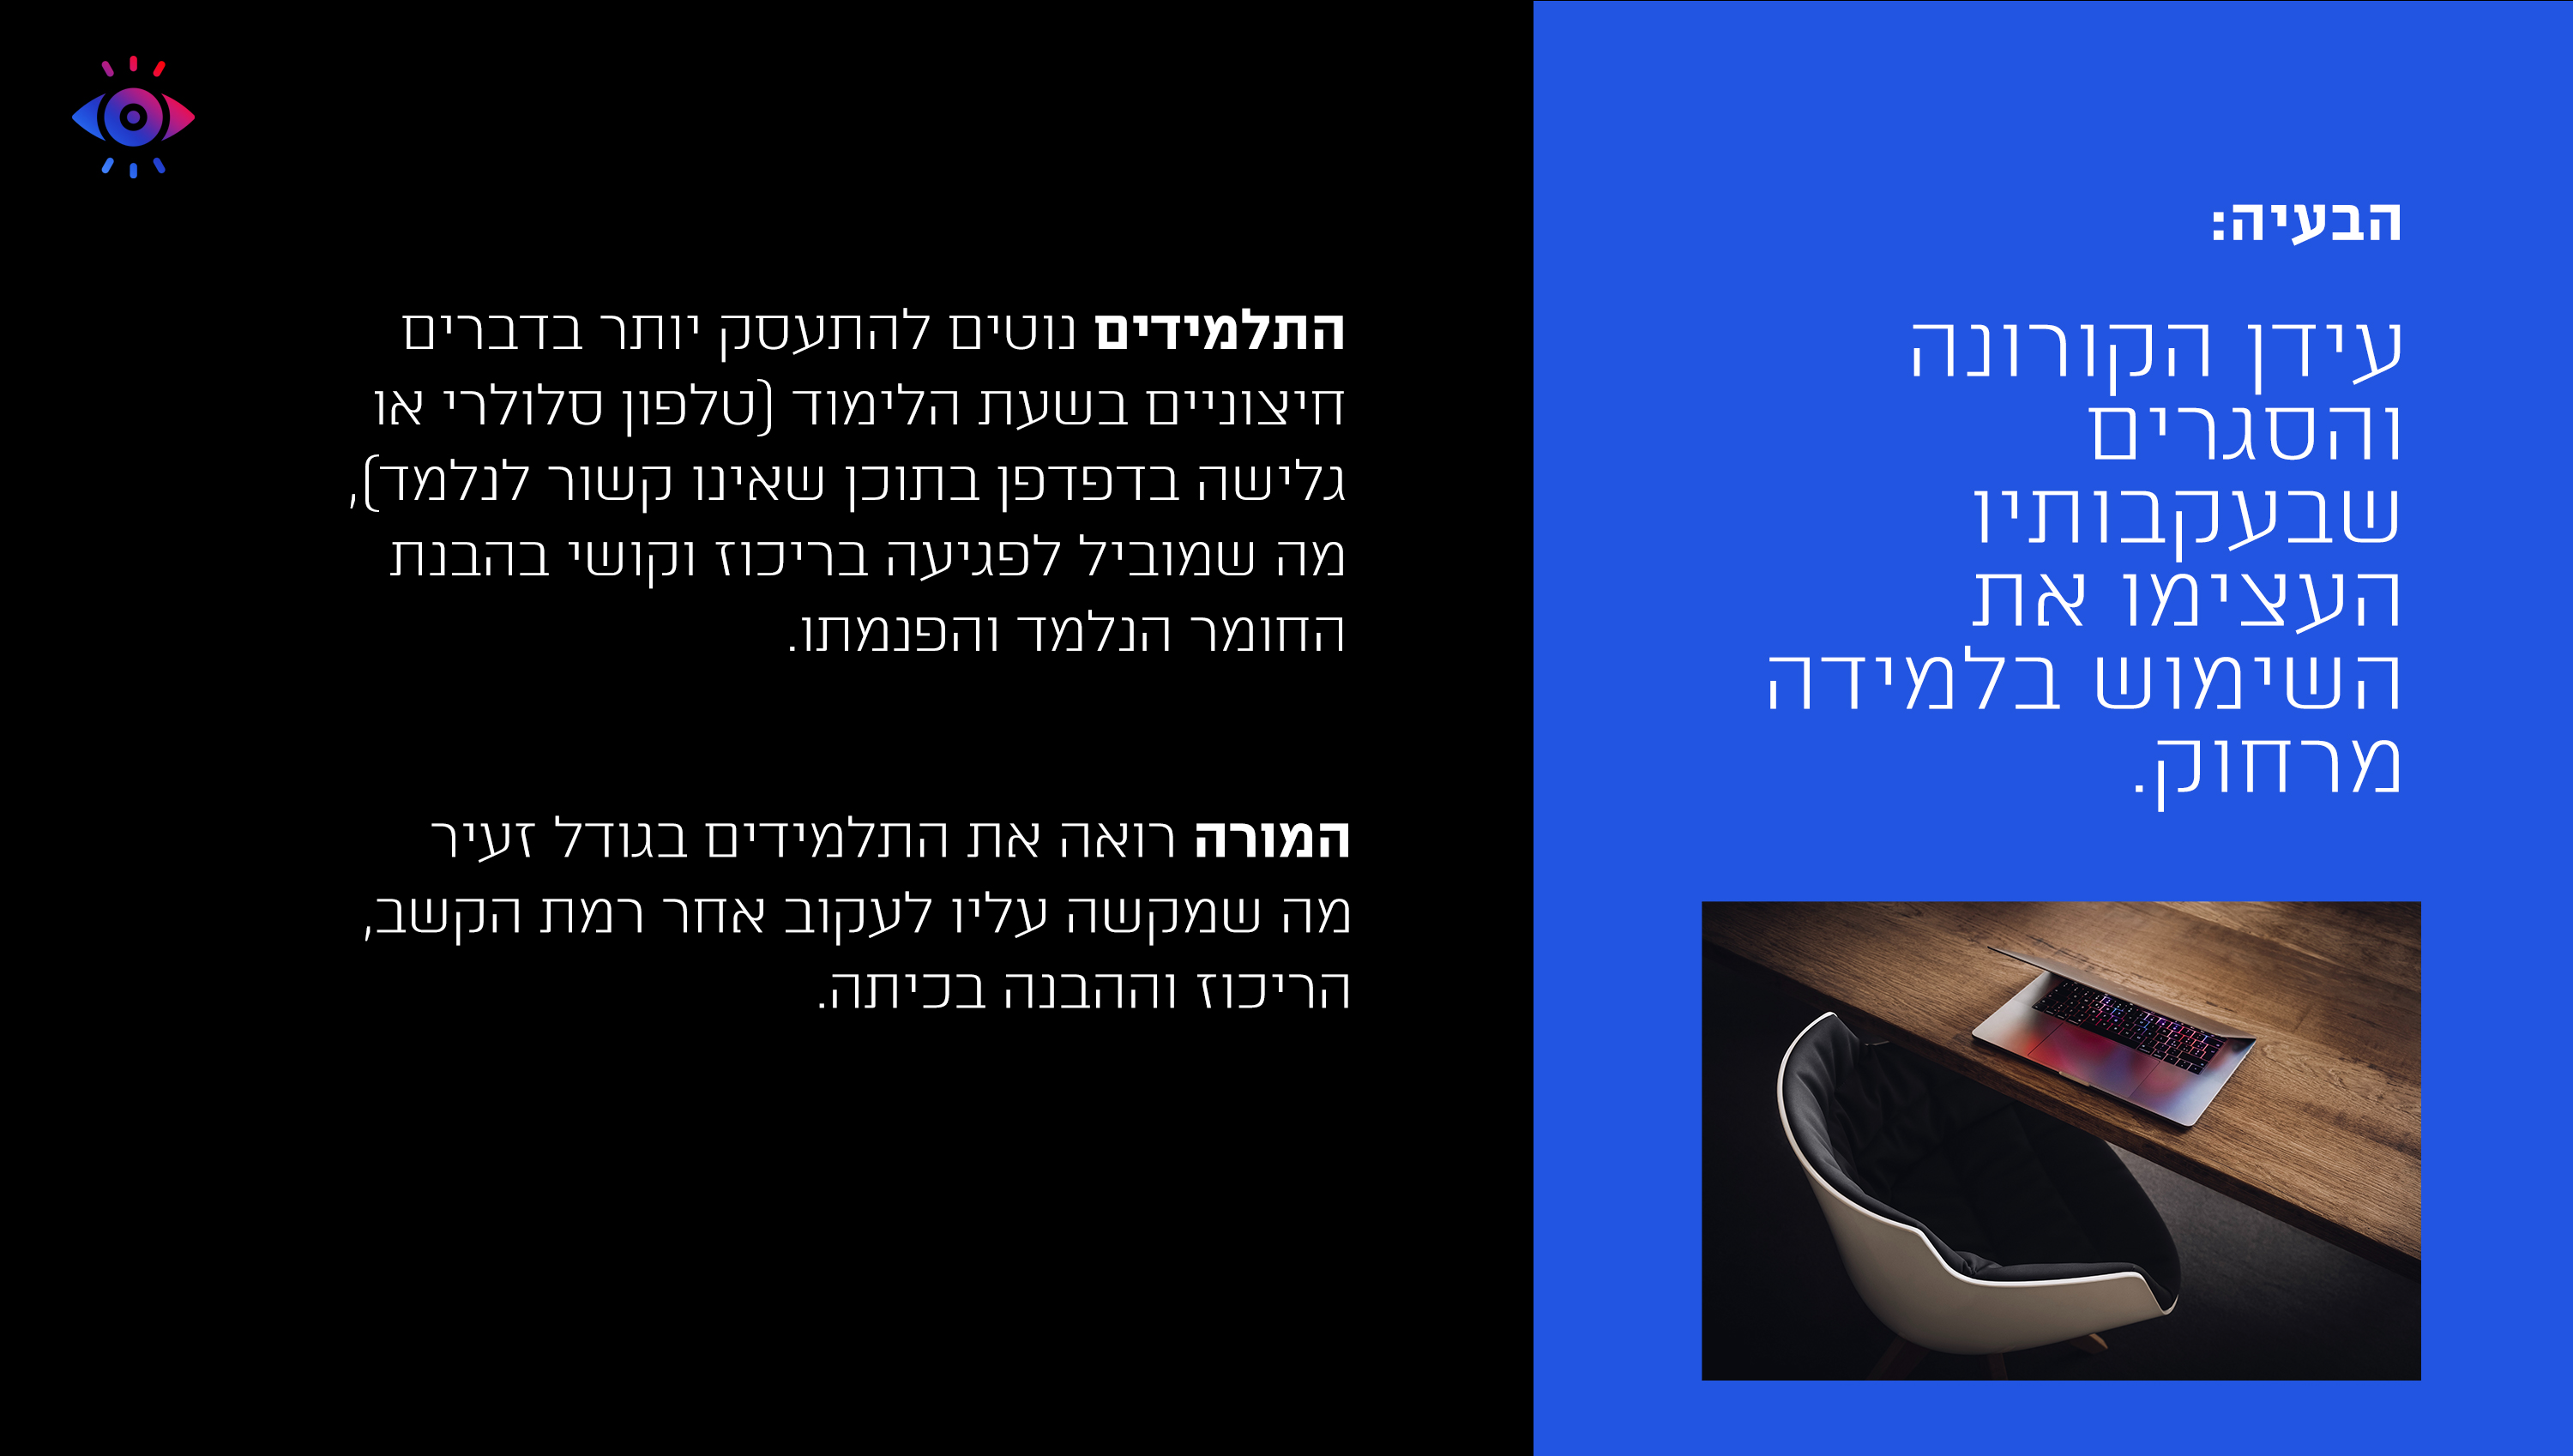 הבעיה:
עידן הקורונה
והסגרים
שבעקבותיו
העצימו את
השימוש בלמידה
מרחוק.
התלמידים נוטים להתעסק יותר בדברים
חיצוניים בשעת הלימוד (טלפון סלולרי או
גלישה בדפדפן בתוכן שאינו קשור לנלמד),
מה שמוביל לפגיעה בריכוז וקושי בהבנת
החומר הנלמד והפנמתו.
המורה רואה את התלמידים בגודל זעיר
מה שמקשה עליו לעקוב אחר רמת הקשב,
הריכוז וההבנה בכיתה.